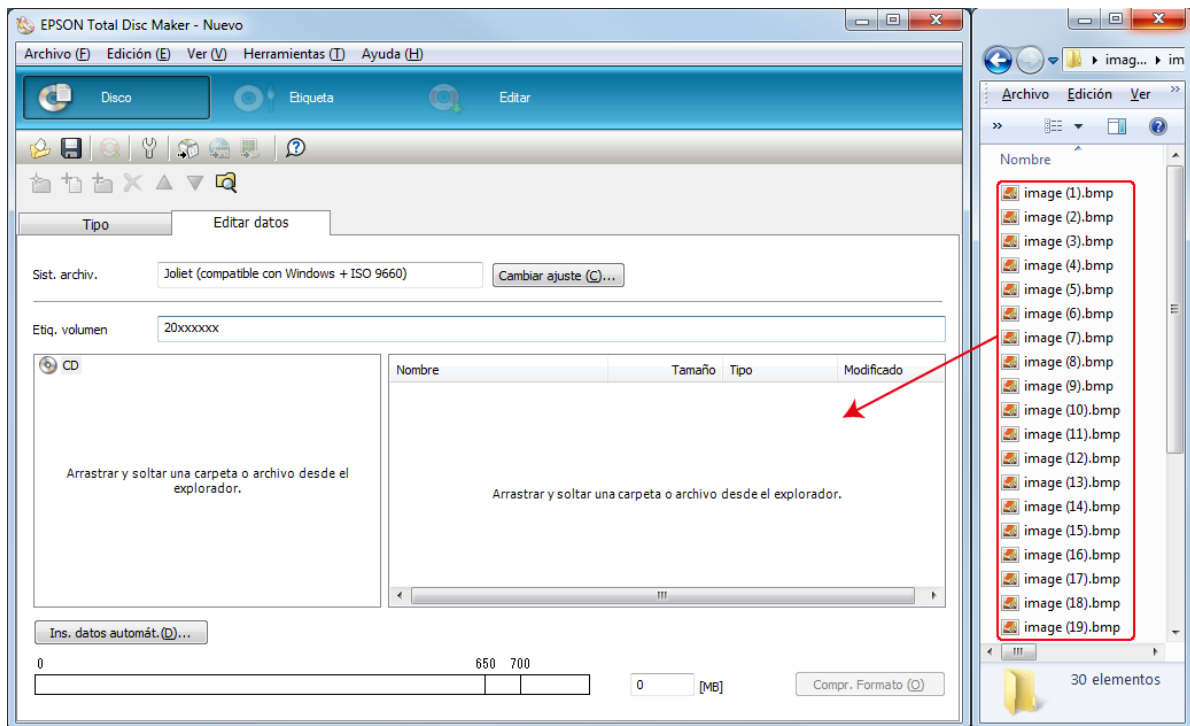 EPSON Total Disc Maker - Nuevo
Archivo (F) Edición (E) Ver (V) Herramientas (T) Ayuda (H)
Disco Etiqueta Editar
Tipo Editar datos
Sist. archiv. Joliet (compatible con Windows + ISO 9660) Cambiar ajuste (C)...
Etiq. volumen 20xxxxxx
CD
Arrastrar y soltar una carpeta o archivo desde el
explorador.
Nombre Tamaño Tipo Modificado
Arrastrar y soltar una carpeta o archivo desde el explorador.
Ins. datos automát.(D)...
0 650 700
0 [MB] Compr. Formato (O)
imag... im
Archivo Edición Ver »
»
Nombre
image (1).bmp
image (2).bmp
image (3).bmp
image (4).bmp
image (5).bmp
image (6).bmp
image (7).bmp
image (8).bmp
image (9).bmp
image (10).bmp
image (11).bmp
image (12).bmp
image (13).bmp
image (14).bmp
image (15).bmp
image (16).bmp
image (17).bmp
image (18).bmp
image (19).bmp
30 elementos